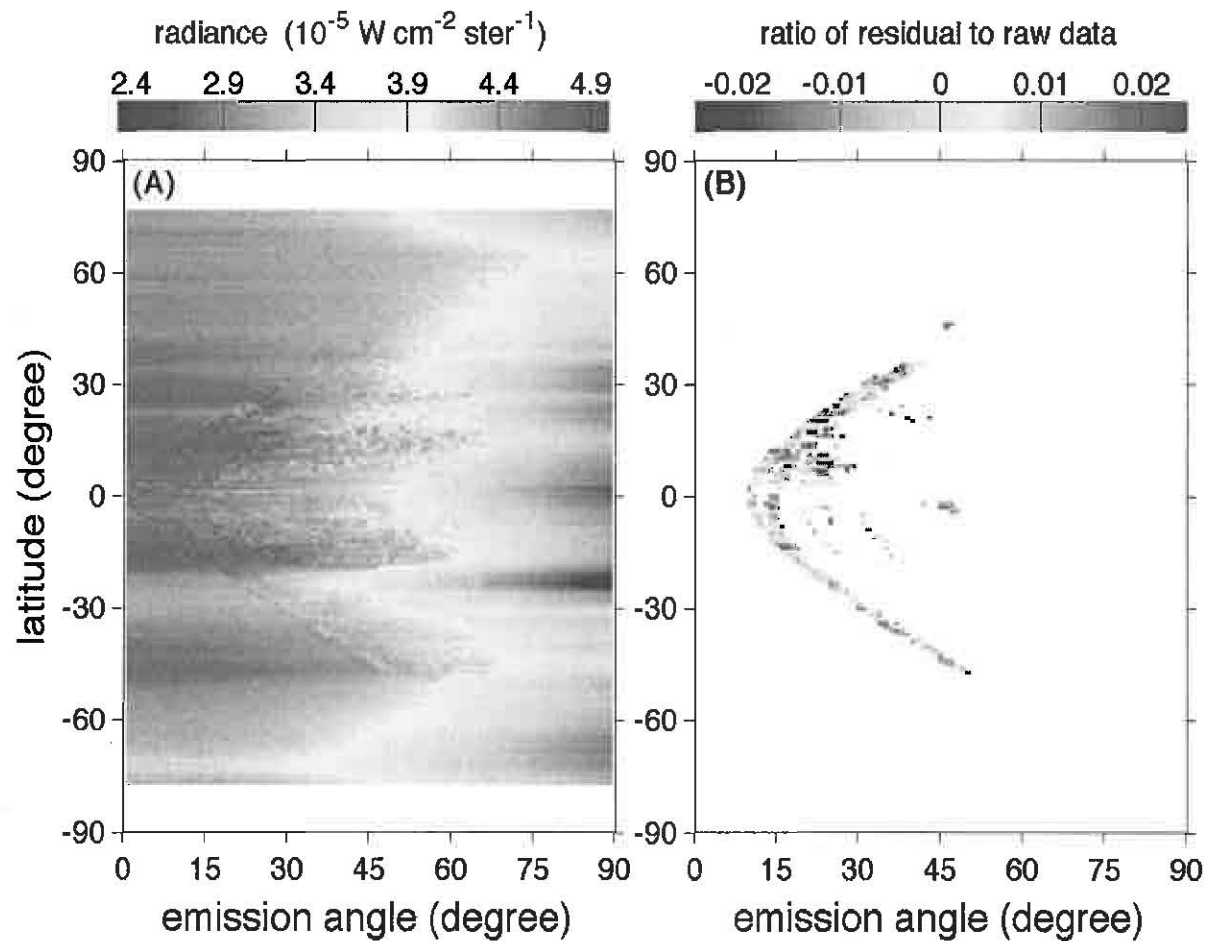 radiance (10⁻⁵ W cm⁻² ster⁻¹)
2.4 2.9 3.4 3.9 4.4 4.9
ratio of residual to raw data
-0.02 -0.01 0 0.01 0.02
(A)
(B)
latitude (degree)
90
60
30
0
-30
-60
-90
90
60
30
0
-30
-60
-90
0 15 30 45 60 75 90
0 15 30 45 60 75 90
emission angle (degree)
emission angle (degree)